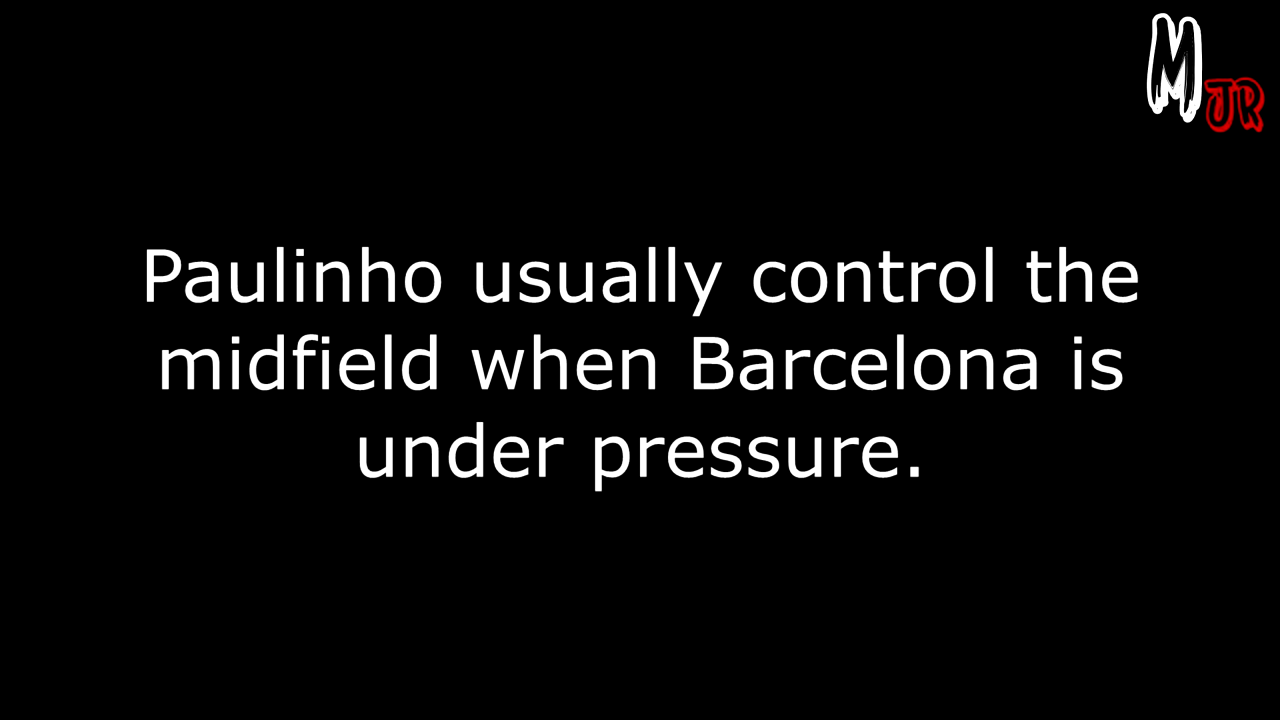 M
JR
Paulinho usually control the
midfield when Barcelona is
under pressure.